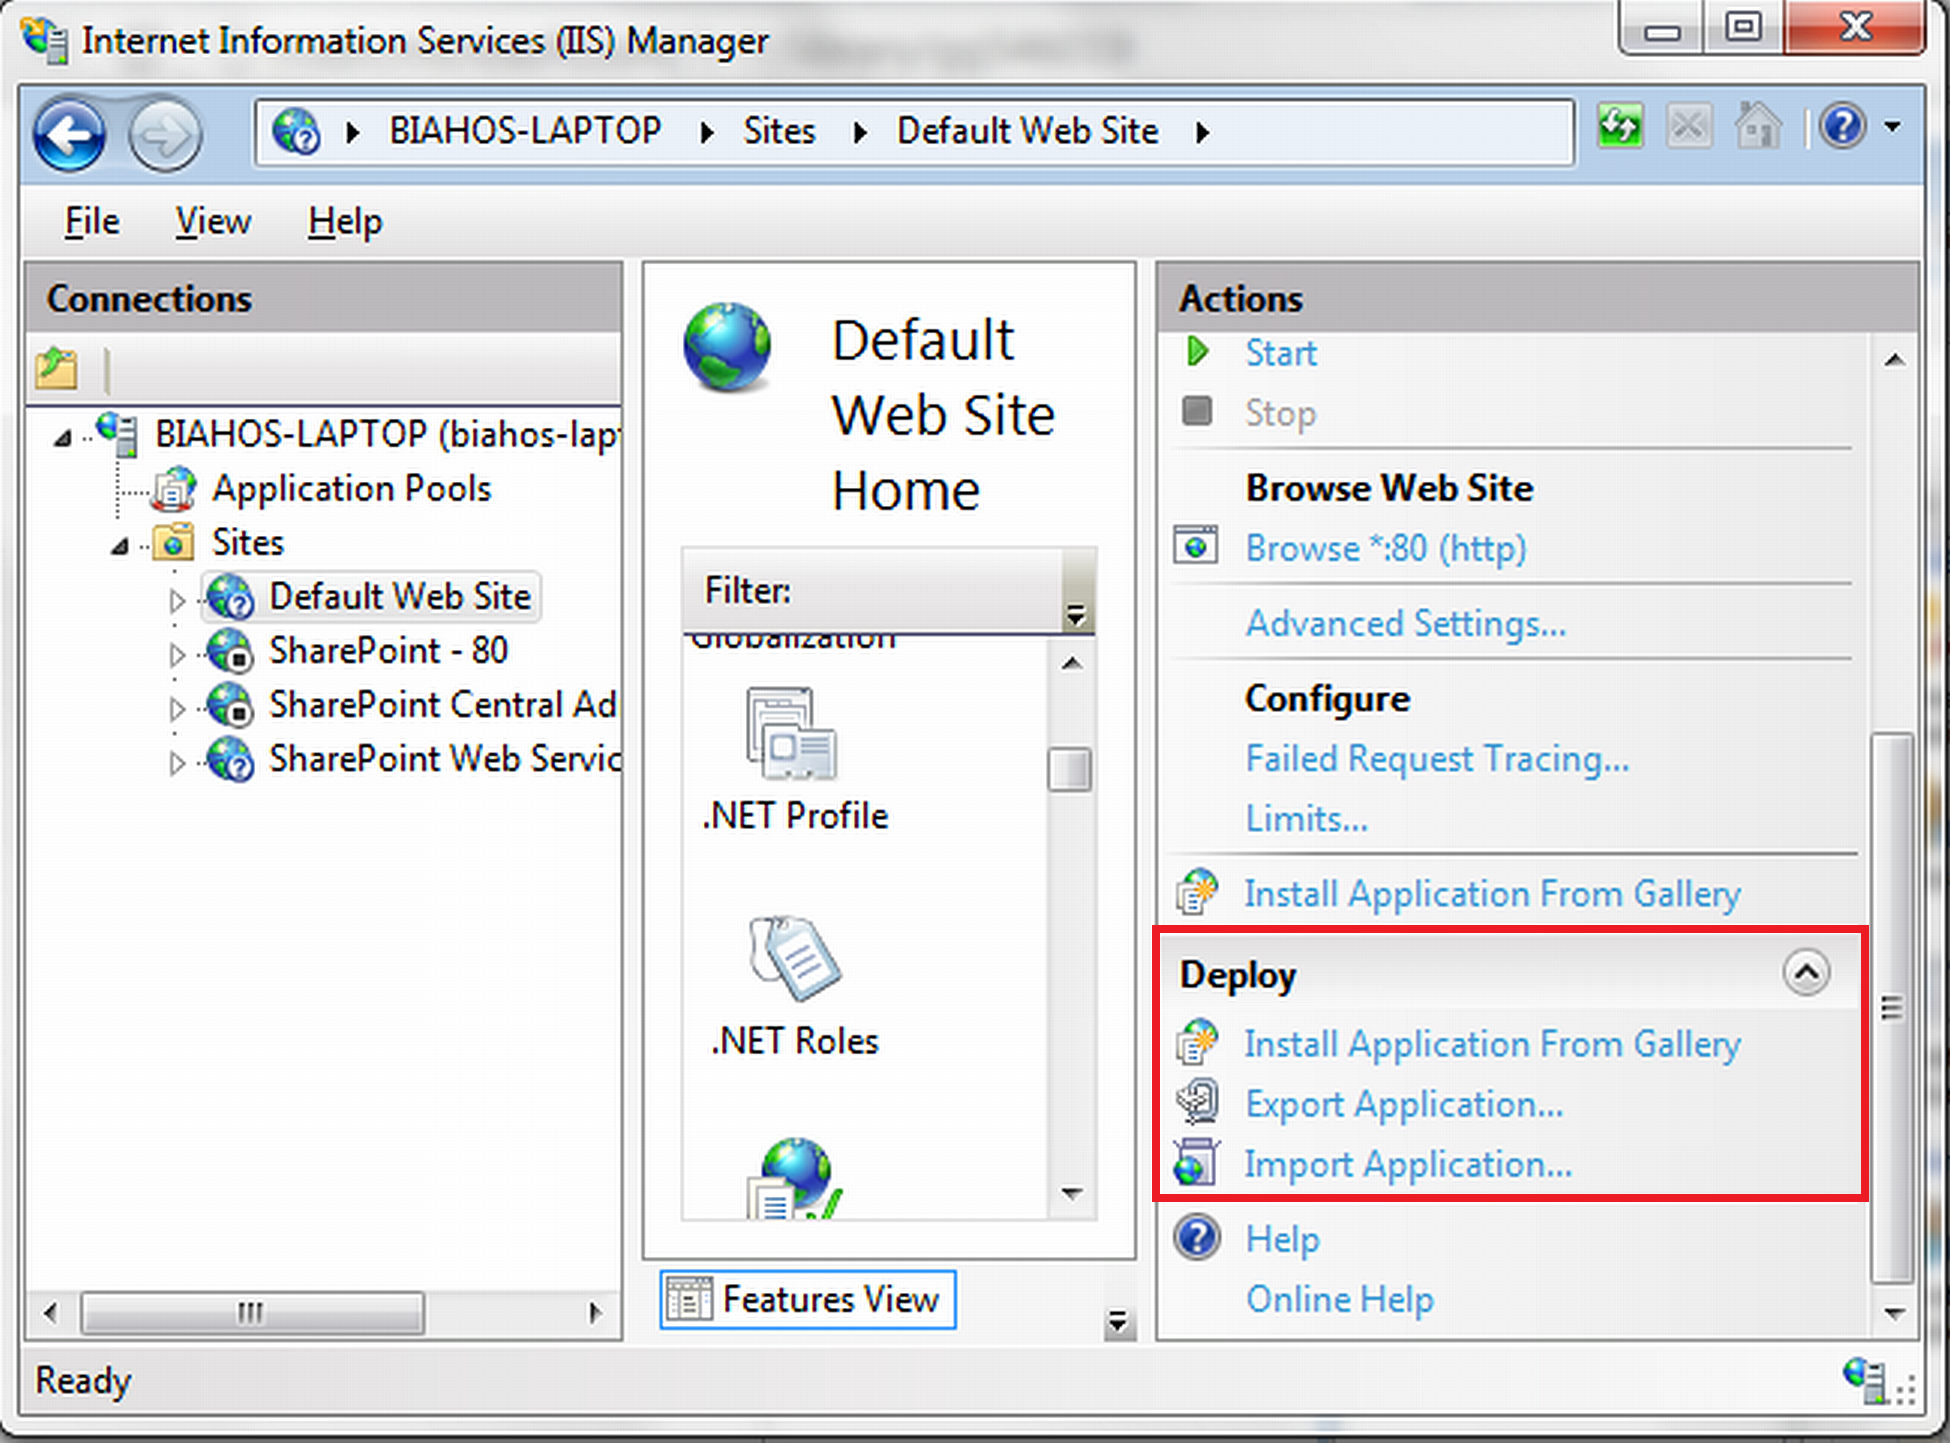 Internet Information Services (IIS) Manager
BIAHOS-LAPTOP Sites Default Web Site
File View Help
Connections
BIAHOS-LAPTOP (biahos-lap
Application Pools
Sites
Default Web Site
SharePoint - 80
SharePoint Central Ad
SharePoint Web Servic
Default
Web Site
Home
Filter:
Globalization
.NET Profile
.NET Roles
Features View
Actions
Start
Stop
Browse Web Site
Browse *:80 (http)
Advanced Settings...
Configure
Failed Request Tracing...
Limits...
Install Application From Gallery
Deploy
Install Application From Gallery
Export Application...
Import Application...
Help
Online Help
Ready